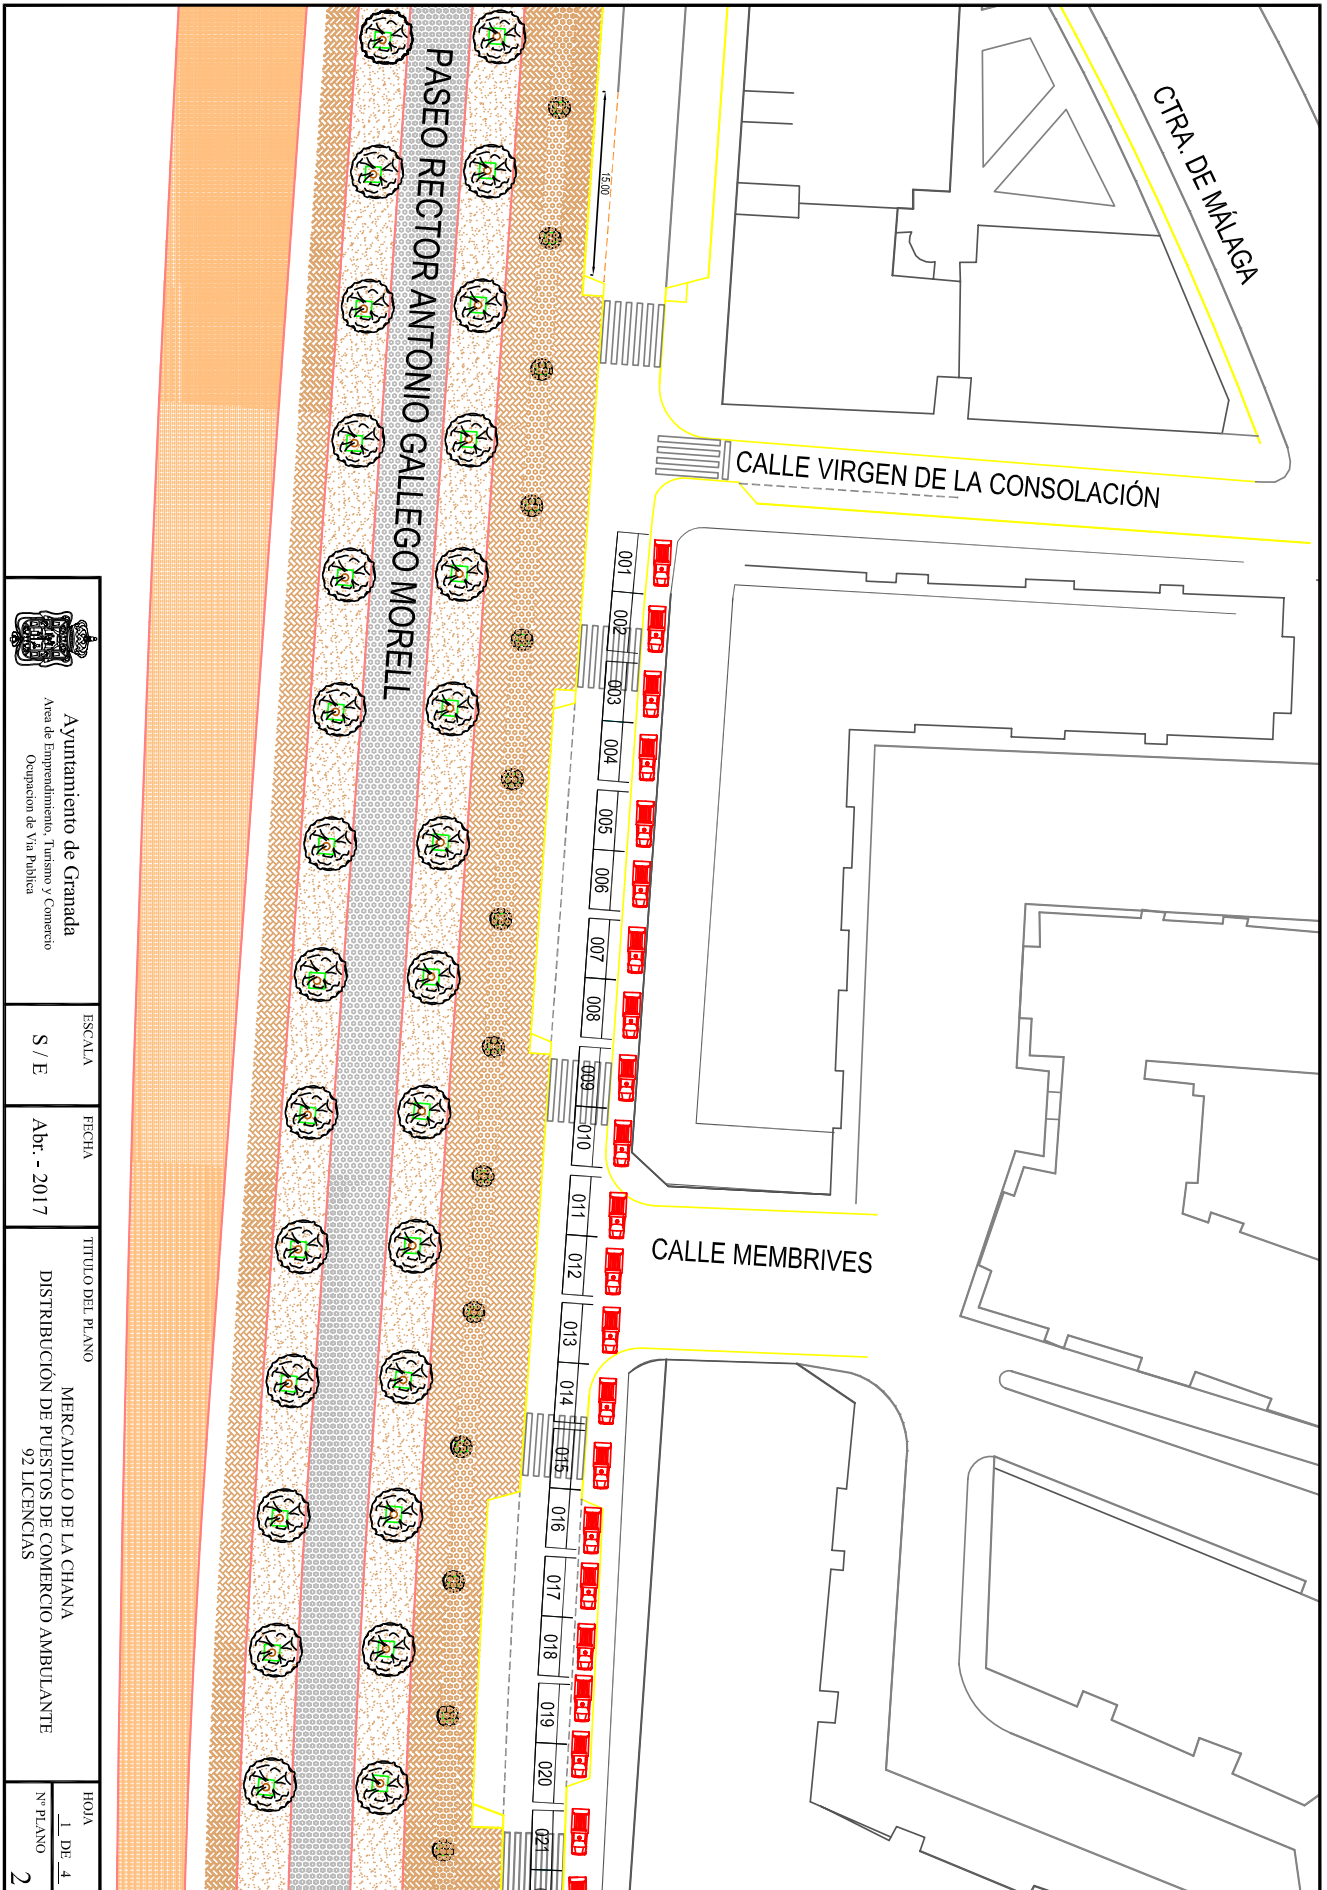 CTRA. DE MÁLAGA
PASEO RECTOR ANTONIO GALLEGO MORELL
15.00
CALLE VIRGEN DE LA CONSOLACIÓN
CALLE MEMBRIVES
001
002
003
004
005
006
007
008
009
010
011
012
013
014
015
016
017
018
019
020
021
Ayuntamiento de Granada
Area de Emprendimiento, Turismo y Comercio
Ocupacion de Via Publica
ESCALA
S / E
FECHA
Abr. - 2017
TITULO DEL PLANO
MERCADILLO DE LA CHANA
DISTRIBUCIÓN DE PUESTOS DE COMERCIO AMBULANTE
92 LICENCIAS
HOJA
1 DE 4
Nº PLANO
2